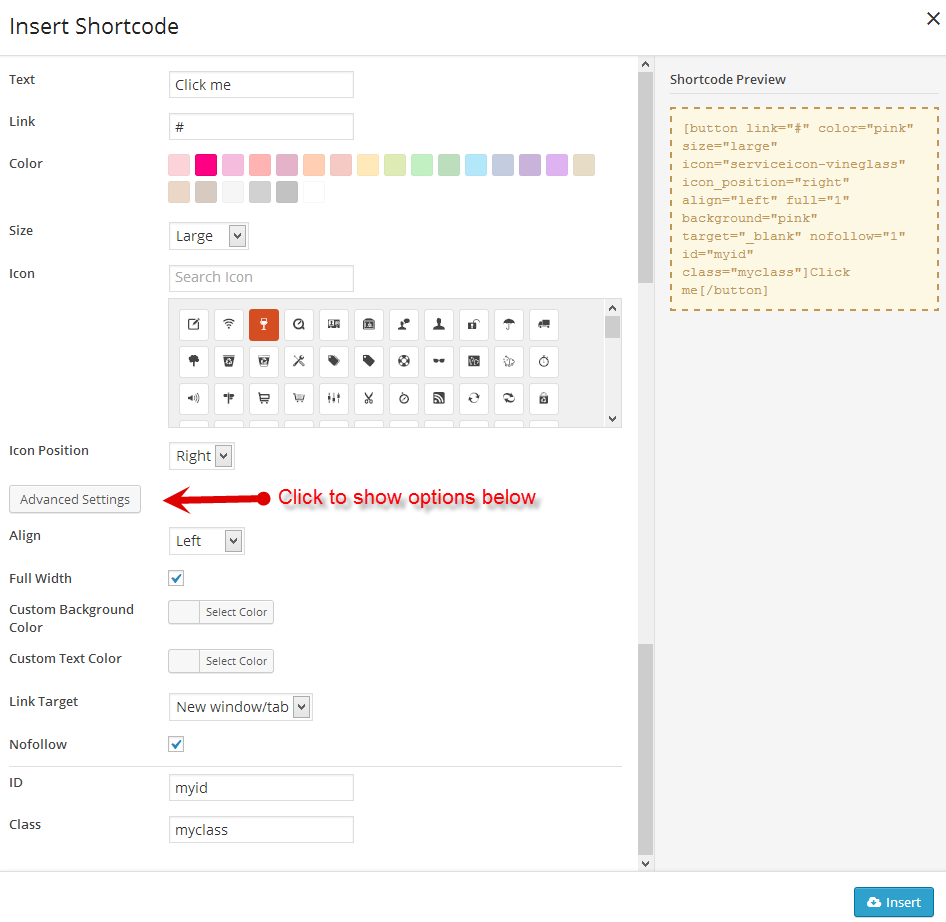 Insert Shortcode
Text
Click me
Link
#
Color
Size
Large
Icon
Search Icon
Icon Position
Right
Advanced Settings
Click to show options below
Align
Left
Full Width
Custom Background
Color
Select Color
Custom Text Color
Select Color
Link Target
New window/tab
Nofollow
ID
myid
Class
myclass
Shortcode Preview
[button link="#" color="pink"
size="large"
icon="serviceicon-vineglass"
icon_position="right"
align="left" full="1"
background="pink"
target="_blank" nofollow="1"
id="myid"
class="myclass"]Click
me[/button]
Insert